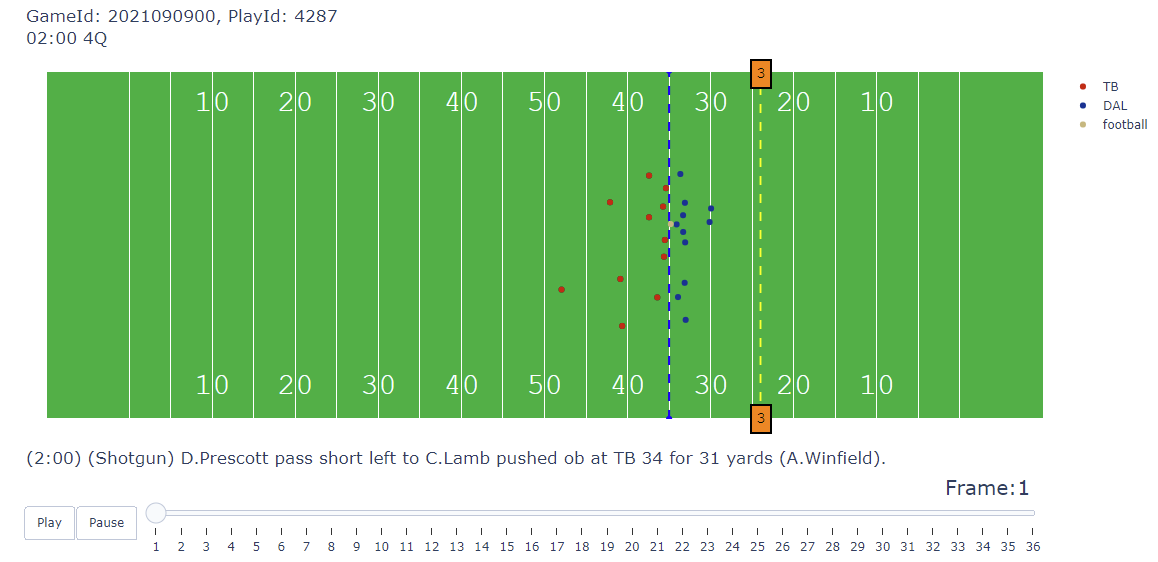 GameId: 2021090900, PlayId: 4287
02:00 4Q
3
10 20 30 40 50 40 30 20 10
TB
DAL
football
10 20 30 40 50 40 30 20 10
3
(2:00) (Shotgun) D.Prescott pass short left to C.Lamb pushed ob at TB 34 for 31 yards (A.Winfield).
Frame:1
Play Pause
1 2 3 4 5 6 7 8 9 10 11 12 13 14 15 16 17 18 19 20 21 22 23 24 25 26 27 28 29 30 31 32 33 34 35 36